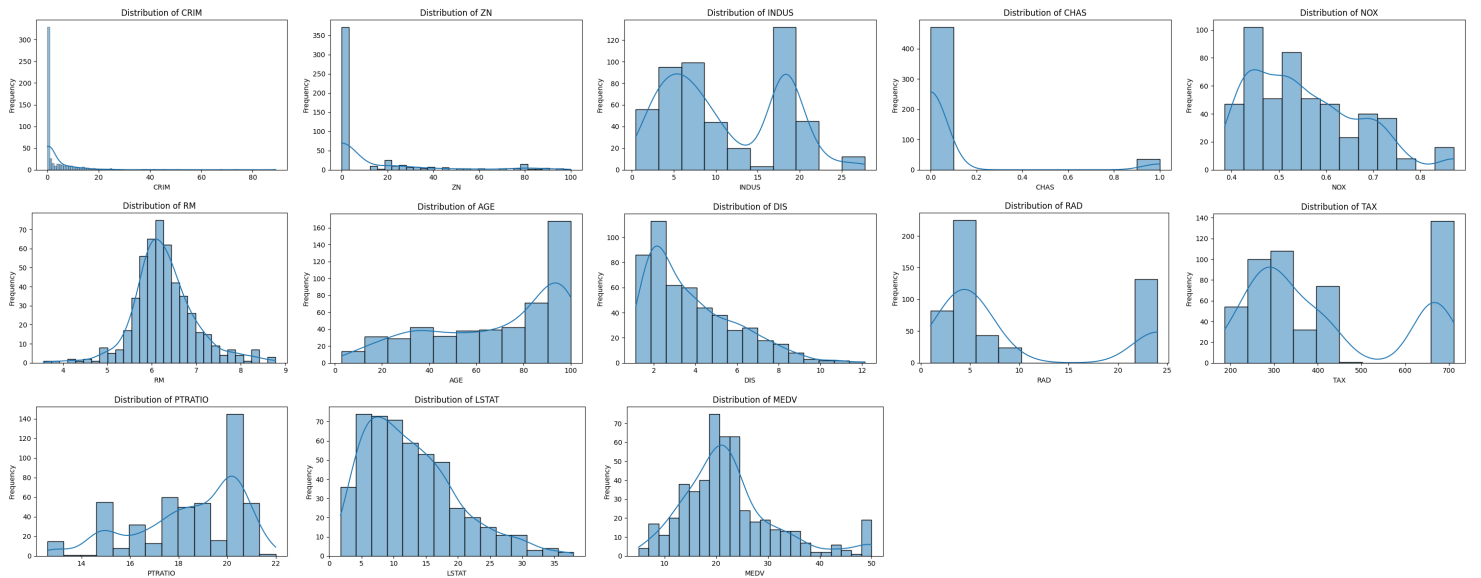 Distribution of CRIM
Frequency
350
300
250
200
150
100
50
0
0 20 40 60 80
CRIM
Distribution of ZN
Frequency
350
300
250
200
150
100
50
0
0 20 40 60 80 100
ZN
Distribution of INDUS
Frequency
120
100
80
60
40
20
0
0 5 10 15 20 25
INDUS
Distribution of CHAS
Frequency
400
300
200
100
0
0.0 0.2 0.4 0.6 0.8 1.0
CHAS
Distribution of NOX
Frequency
100
80
60
40
20
0
0.4 0.5 0.6 0.7 0.8
NOX
Distribution of RM
Frequency
70
60
50
40
30
20
10
0
4 5 6 7 8 9
RM
Distribution of AGE
Frequency
160
140
120
100
80
60
40
20
0
0 20 40 60 80 100
AGE
Distribution of DIS
Frequency
100
80
60
40
20
0
2 4 6 8 10 12
DIS
Distribution of RAD
Frequency
200
150
100
50
0
0 5 10 15 20 25
RAD
Distribution of TAX
Frequency
140
120
100
80
60
40
20
0
200 300 400 500 600 700
TAX
Distribution of PTRATIO
Frequency
140
120
100
80
60
40
20
0
14 16 18 20 22
PTRATIO
Distribution of LSTAT
Frequency
70
60
50
40
30
20
10
0
0 5 10 15 20 25 30 35
LSTAT
Distribution of MEDV
Frequency
70
60
50
40
30
20
10
0
10 20 30 40 50
MEDV